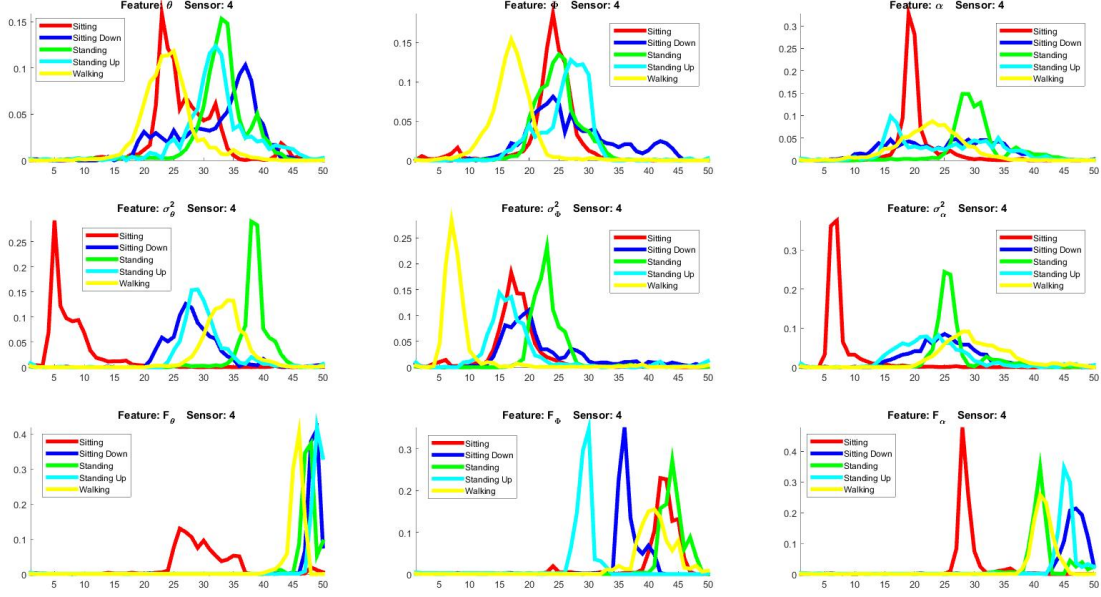 Feature: θ Sensor: 4
0.15
0.1
0.05
0
Sitting
Sitting Down
Standing
Standing Up
Walking
5 10 15 20 25 30 35 40 45 50
Feature: Φ Sensor: 4
0.15
0.1
0.05
0
Sitting
Sitting Down
Standing
Standing Up
Walking
5 10 15 20 25 30 35 40 45 50
Feature: α Sensor: 4
0.3
0.25
0.2
0.15
0.1
0.05
0
Sitting
Sitting Down
Standing
Standing Up
Walking
5 10 15 20 25 30 35 40 45 50
Feature: σ²_θ Sensor: 4
0.25
0.2
0.15
0.1
0.05
0
Sitting
Sitting Down
Standing
Standing Up
Walking
5 10 15 20 25 30 35 40 45 50
Feature: σ²_Φ Sensor: 4
0.25
0.2
0.15
0.1
0.05
0
Sitting
Sitting Down
Standing
Standing Up
Walking
5 10 15 20 25 30 35 40 45 50
Feature: σ²_α Sensor: 4
0.3
0.2
0.1
0
Sitting
Sitting Down
Standing
Standing Up
Walking
5 10 15 20 25 30 35 40 45 50
Feature: F_θ Sensor: 4
0.4
0.3
0.2
0.1
0
Sitting
Sitting Down
Standing
Standing Up
Walking
5 10 15 20 25 30 35 40 45 50
Feature: F_Φ Sensor: 4
0.3
0.2
0.1
0
Sitting
Sitting Down
Standing
Standing Up
Walking
5 10 15 20 25 30 35 40 45 50
Feature: F_α Sensor: 4
0.4
0.3
0.2
0.1
0
Sitting
Sitting Down
Standing
Standing Up
Walking
5 10 15 20 25 30 35 40 45 50